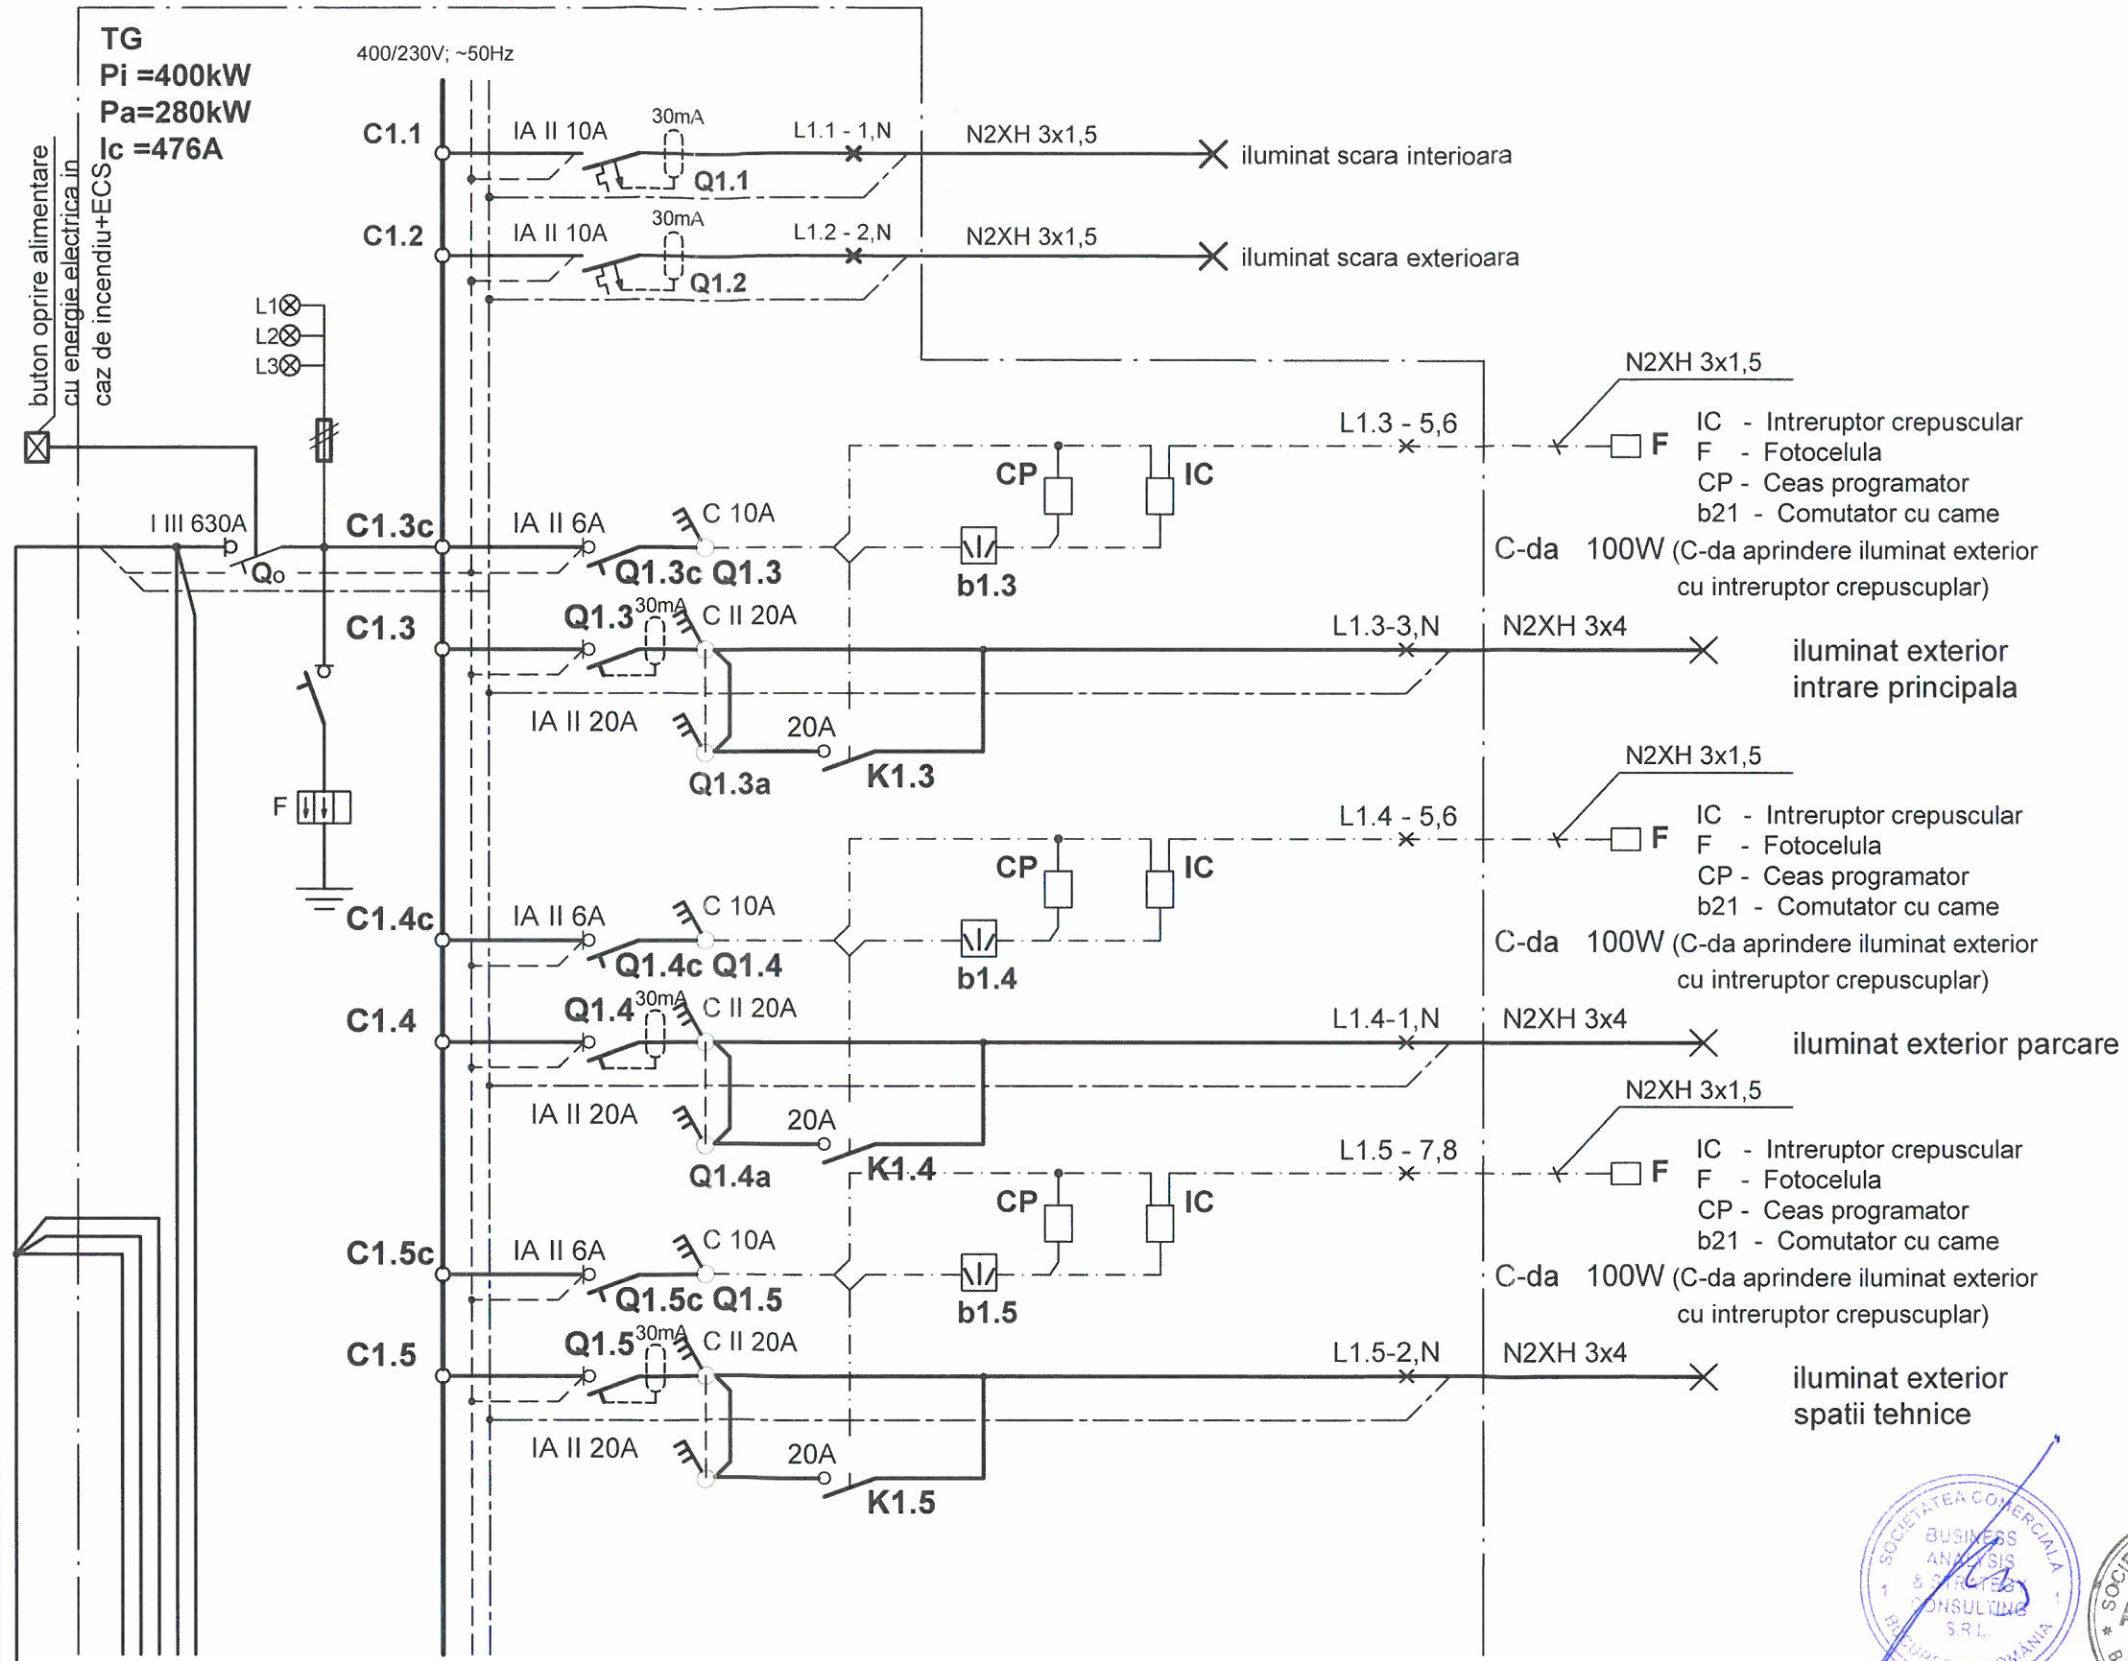 TG
Pi =400kW
Pa=280kW
Ic =476A
400/230V; ~50Hz
buton oprire alimentare
cu energie electrica in
caz de incendiu+ECS
C1.1
IA II 10A
30mA
Q1.1
L1.1 - 1,N
N2XH 3x1,5
iluminat scara interioara
C1.2
IA II 10A
30mA
Q1.2
L1.2 - 2,N
N2XH 3x1,5
iluminat scara exterioara
L1
L2
L3
I III 630A
Qo
F
N2XH 3x1,5
L1.3 - 5,6
F
CP
IC
IC - Intreruptor crepuscular
F - Fotocelula
CP - Ceas programator
b21 - Comutator cu came
C1.3c
IA II 6A
C 10A
Q1.3c Q1.3
b1.3
C-da 100W (C-da aprindere iluminat exterior
cu intreruptor crepuscuplar)
C1.3
Q1.3
30mA
C II 20A
L1.3-3,N
N2XH 3x4
iluminat exterior
intrare principala
IA II 20A
20A
Q1.3a
K1.3
N2XH 3x1,5
L1.4 - 5,6
F
CP
IC
IC - Intreruptor crepuscular
F - Fotocelula
CP - Ceas programator
b21 - Comutator cu came
C1.4c
IA II 6A
C 10A
Q1.4c Q1.4
b1.4
C-da 100W (C-da aprindere iluminat exterior
cu intreruptor crepuscuplar)
C1.4
Q1.4
30mA
C II 20A
L1.4-1,N
N2XH 3x4
iluminat exterior parcare
IA II 20A
20A
Q1.4a
K1.4
N2XH 3x1,5
L1.5 - 7,8
F
CP
IC
IC - Intreruptor crepuscular
F - Fotocelula
CP - Ceas programator
b21 - Comutator cu came
C1.5c
IA II 6A
C 10A
Q1.5c Q1.5
b1.5
C-da 100W (C-da aprindere iluminat exterior
cu intreruptor crepuscuplar)
C1.5
Q1.5
30mA
C II 20A
L1.5-2,N
N2XH 3x4
iluminat exterior
spatii tehnice
IA II 20A
20A
K1.5
SOCIETATEA COMERCIALA
BUSINESS
ANALYSIS
& STRATEGY
CONSULTING
S.R.L.